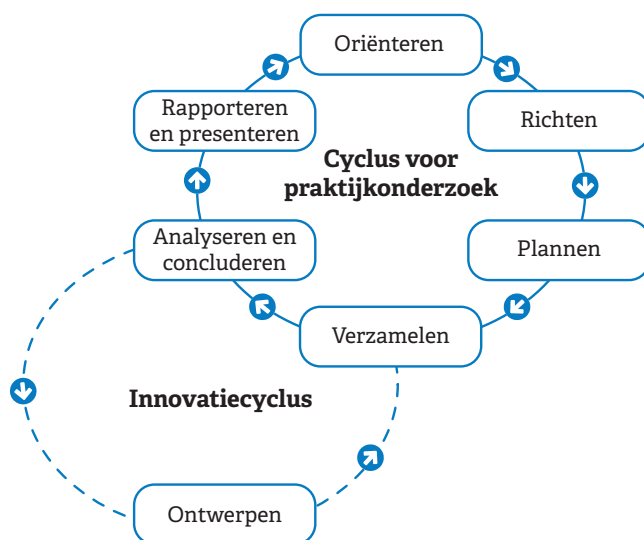 Oriënteren
Rapporteren
en presenteren
Richten
Cyclus voor
praktijkonderzoek
Analyseren en
concluderen
Plannen
Verzamelen
Innovatiecyclus
Ontwerpen